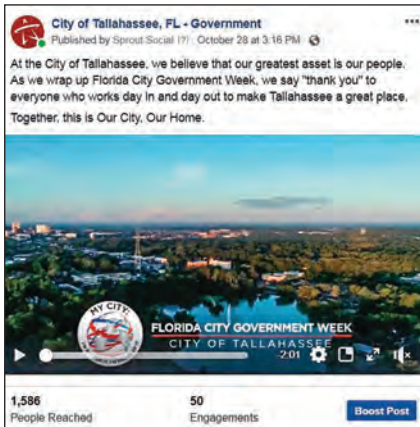 City of Tallahassee, FL - Government
Published by Sprout Social [?] · October 28 at 3:16 PM ·
At the City of Tallahassee, we believe that our greatest asset is our people.
As we wrap up Florida City Government Week, we say "thank you" to
everyone who works day in and day out to make Tallahassee a great place.
Together, this is Our City, Our Home.
MY CITY:
FLORIDA CITY GOVERNMENT WEEK
CITY OF TALLAHASSEE
-2:01
1,586
People Reached
50
Engagements
Boost Post